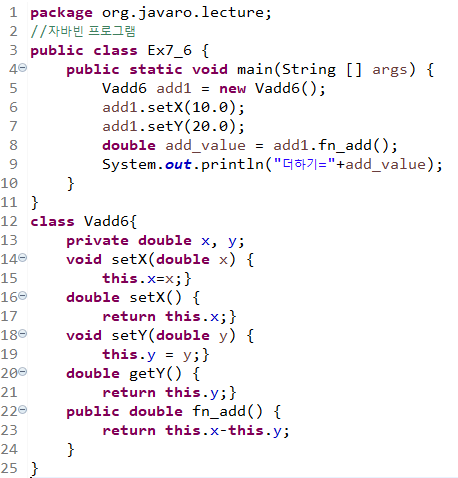 1 package org.javaro.lecture;
2 //자바빈 프로그램
3 public class Ex7_6 {
4 public static void main(String [] args) {
5 Vadd6 add1 = new Vadd6();
6 add1.setX(10.0);
7 add1.setY(20.0);
8 double add_value = add1.fn_add();
9 System.out.println("더하기="+add_value);
10 }
11 }
12 class Vadd6{
13 private double x, y;
14 void setX(double x) {
15 this.x=x;}
16 double setX() {
17 return this.x;}
18 void setY(double y) {
19 this.y = y;}
20 double getY() {
21 return this.y;}
22 public double fn_add() {
23 return this.x-this.y;
24 }
25 }